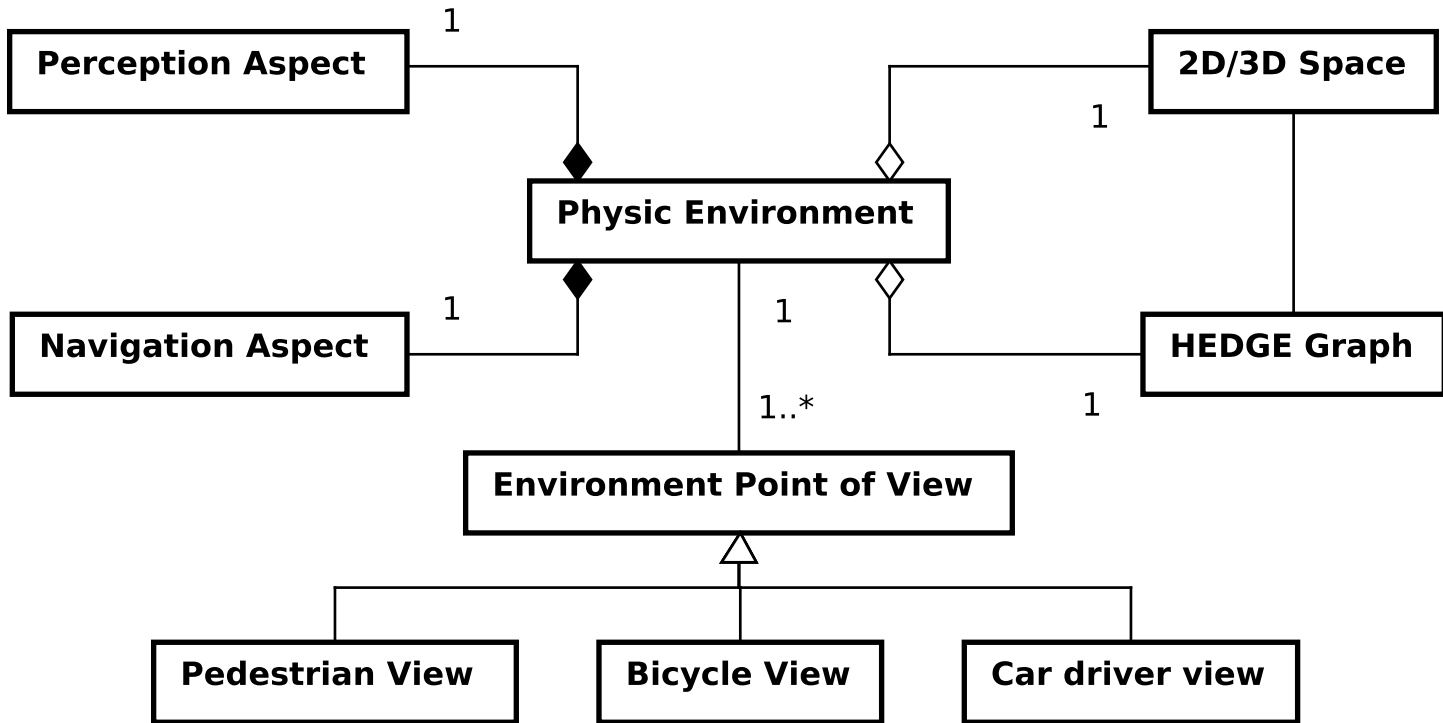 1
Perception Aspect
2D/3D Space
1
Physic Environment
1
1
Navigation Aspect
HEDGE Graph
1..*
1
Environment Point of View
Pedestrian View
Bicycle View
Car driver view